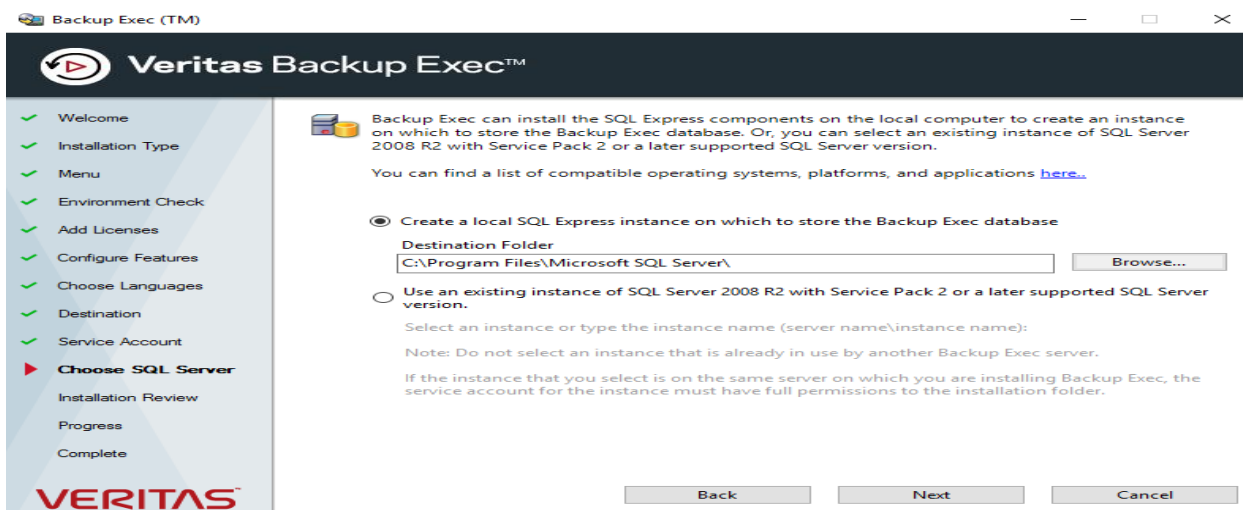 Backup Exec (TM)
Veritas Backup Exec™
Welcome
Installation Type
Menu
Environment Check
Add Licenses
Configure Features
Choose Languages
Destination
Service Account
Choose SQL Server
Installation Review
Progress
Complete
VERITAS™
Backup Exec can install the SQL Express components on the local computer to create an instance
on which to store the Backup Exec database. Or, you can select an existing instance of SQL Server
2008 R2 with Service Pack 2 or a later supported SQL Server version.
You can find a list of compatible operating systems, platforms, and applications here..
Create a local SQL Express instance on which to store the Backup Exec database
Destination Folder
C:\Program Files\Microsoft SQL Server\
Browse...
Use an existing instance of SQL Server 2008 R2 with Service Pack 2 or a later supported SQL Server
version.
Select an instance or type the instance name (server name\instance name):
Note: Do not select an instance that is already in use by another Backup Exec server.
If the instance that you select is on the same server on which you are installing Backup Exec, the
service account for the instance must have full permissions to the installation folder.
Back
Next
Cancel